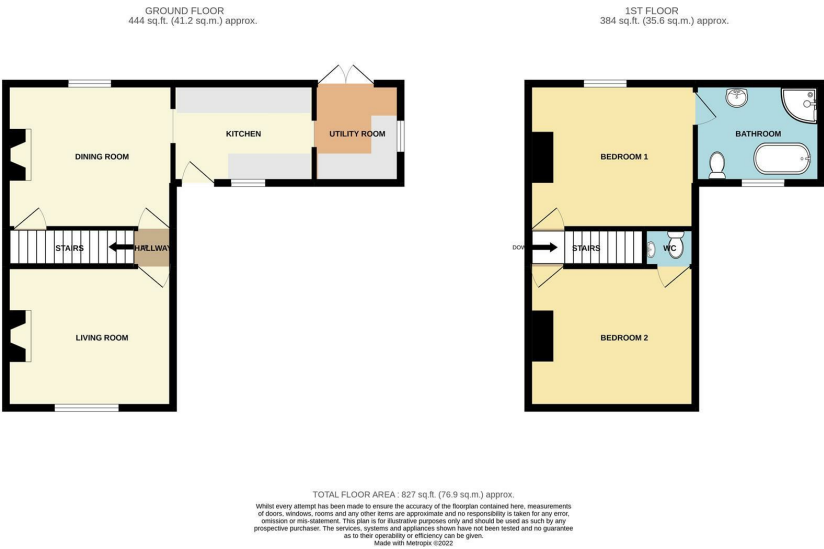 GROUND FLOOR
444 sq.ft. (41.2 sq.m.) approx.
1ST FLOOR
384 sq.ft. (35.6 sq.m.) approx.
DINING ROOM
KITCHEN
UTILITY ROOM
STAIRS
HALLWAY
LIVING ROOM
BEDROOM 1
BATHROOM
STAIRS
WC
BEDROOM 2
TOTAL FLOOR AREA : 827 sq.ft. (76.9 sq.m.) approx.
Whilst every attempt has been made to ensure the accuracy of the floorplan contained here, measurements
of doors, windows, rooms and any other items are approximate and no responsibility is taken for any error,
omission or mis-statement. This plan is for illustrative purposes only and should be used as such by any
prospective purchaser. The services, systems and appliances shown have not been tested and no guarantee
as to their operability or efficiency can be given.
Made with Metropix ©2022